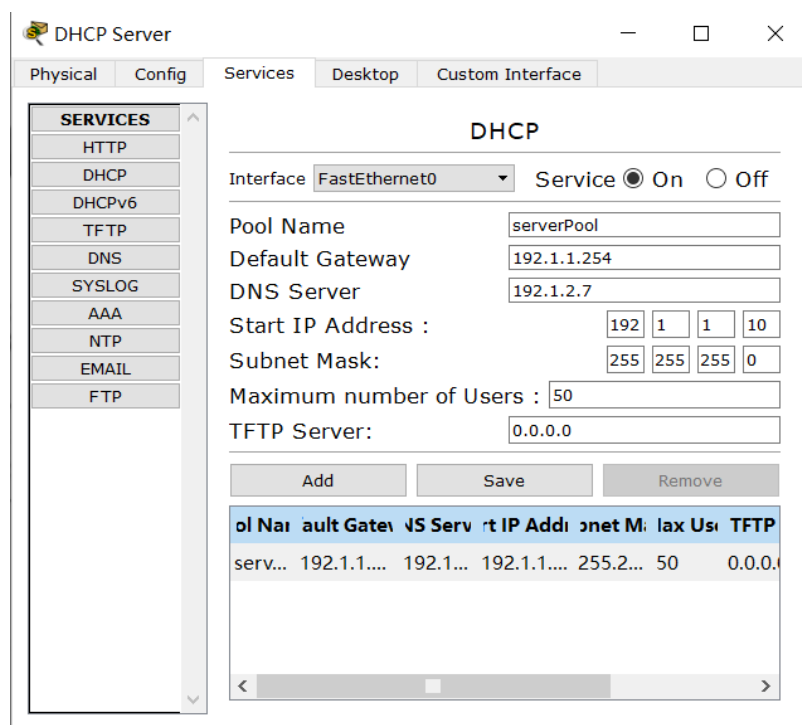 DHCP Server
Physical Config Services Desktop Custom Interface
SERVICES
HTTP
DHCP
DHCPv6
TFTP
DNS
SYSLOG
AAA
NTP
EMAIL
FTP
DHCP
Interface FastEthernet0 Service On Off
Pool Name serverPool
Default Gateway 192.1.1.254
DNS Server 192.1.2.7
Start IP Address : 192 1 1 10
Subnet Mask: 255 255 255 0
Maximum number of Users : 50
TFTP Server: 0.0.0.0
Add Save Remove
ol Nar ault Gatev NS Serv rt IP Addr bnet Ma lax Use TFTP
serv... 192.1.1.... 192.1... 192.1.1.... 255.2... 50 0.0.0.